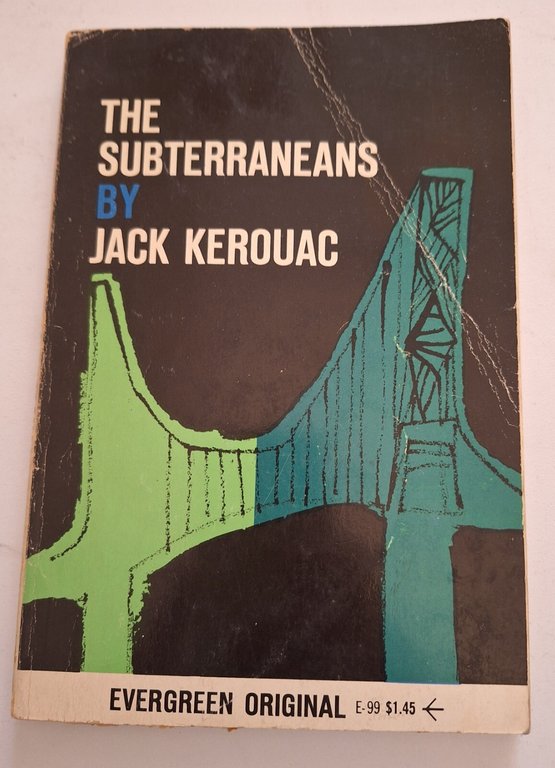 THE
SUBTERRANEANS
BY
JACK KEROUAC
EVERGREEN ORIGINAL E-99 $1.45